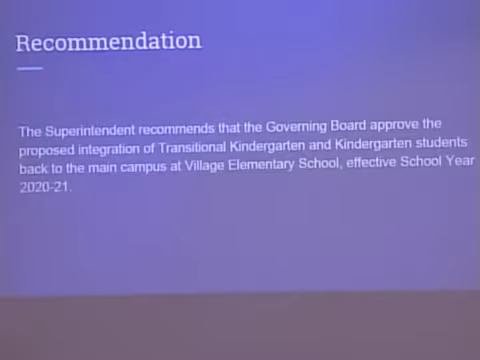 Recommendation
The Superintendent recommends that the Governing Board approve the
proposed integration of Transitional Kindergarten and Kindergarten students
back to the main campus at Village Elementary School, effective School Year
2020-21.